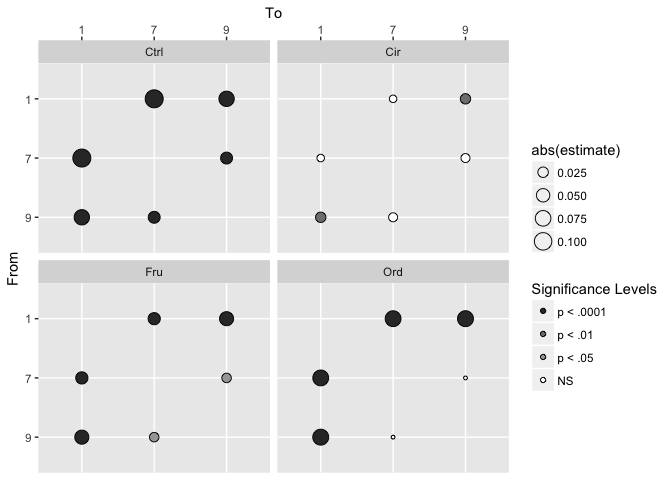 To
1 7 9 1 7 9
Ctrl Cir
1
7
9
Fru Ord
1
7
9
From
abs(estimate)
0.025
0.050
0.075
0.100
Significance Levels
p < .0001
p < .01
p < .05
NS